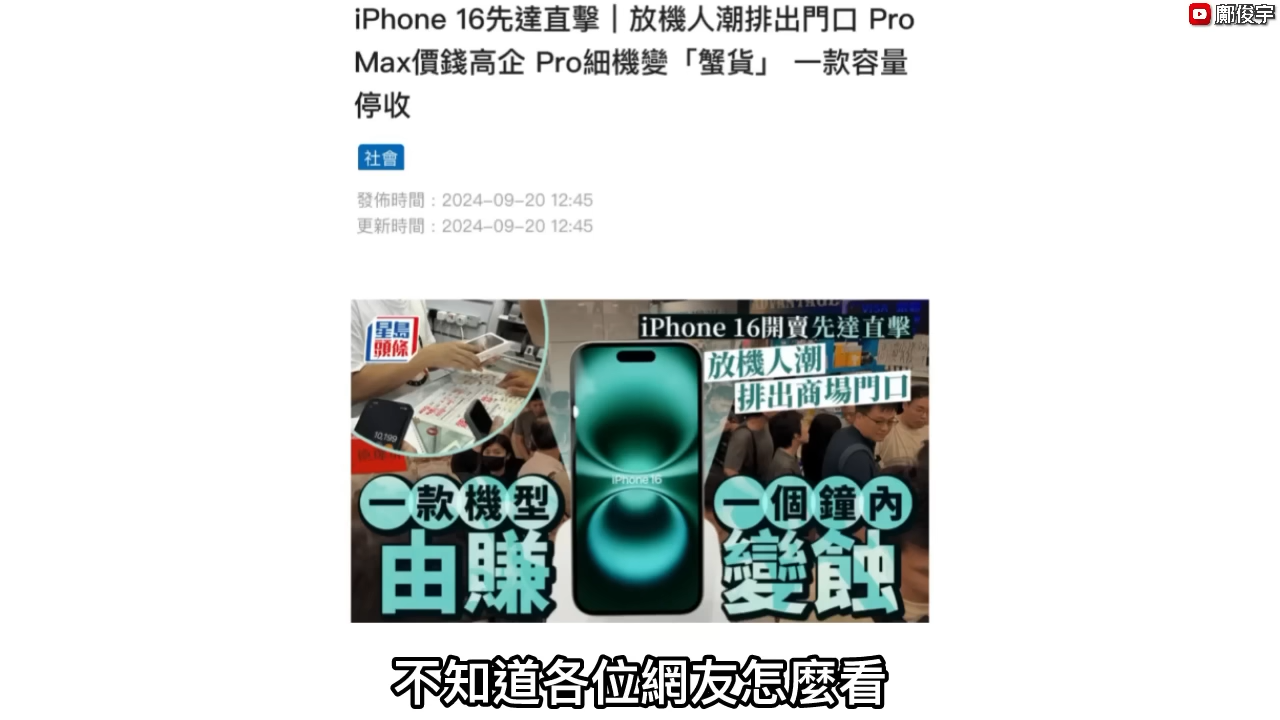 鄺俊宇
iPhone 16先達直擊｜放機人潮排出門口 Pro
Max價錢高企 Pro細機變「蟹貨」 一款容量
停收
社會
發佈時間：2024-09-20 12:45
更新時間：2024-09-20 12:45
星島
頭條
iPhone 16開賣先達直擊
放機人潮
排出商場門口
10,199
iPhone 16
一款機型
由賺
一個鐘內
變蝕
不知道各位網友怎麼看